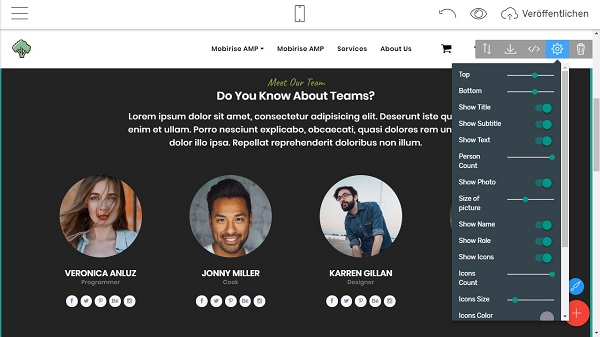 Veröffentlichen
Mobirise AMP
Mobirise AMP
Services
About Us
Meet Our Team
Do You Know About Teams?
Lorem ipsum dolor sit amet, consectetur adipisicing elit. Deserunt iste qu
enim et ullam. Porro nesciunt explicabo, obcaecati, quasi dolores rem un
dolor illo ipsa. Repellat reprehenderit doloribus non illum.
VERONICA ANLUZ
Programmer
JONNY MILLER
Cook
KARREN GILLAN
Designer
Top
Bottom
Show Title
Show Subtitle
Show Text
Person
Count
Show Photo
Size of
picture
Show Name
Show Role
Show Icons
Icons
Count
Icons Size
Icons Color